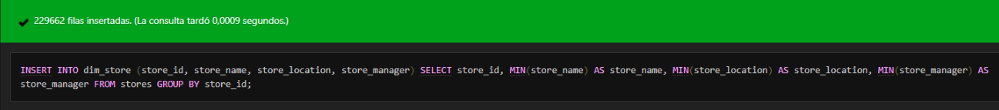 229662 filas insertadas. (La consulta tardó 0,0009 segundos.)
INSERT INTO dim_store (store_id, store_name, store_location, store_manager) SELECT store_id, MIN(store_name) AS store_name, MIN(store_location) AS store_location, MIN(store_manager) AS
store_manager FROM stores GROUP BY store_id;